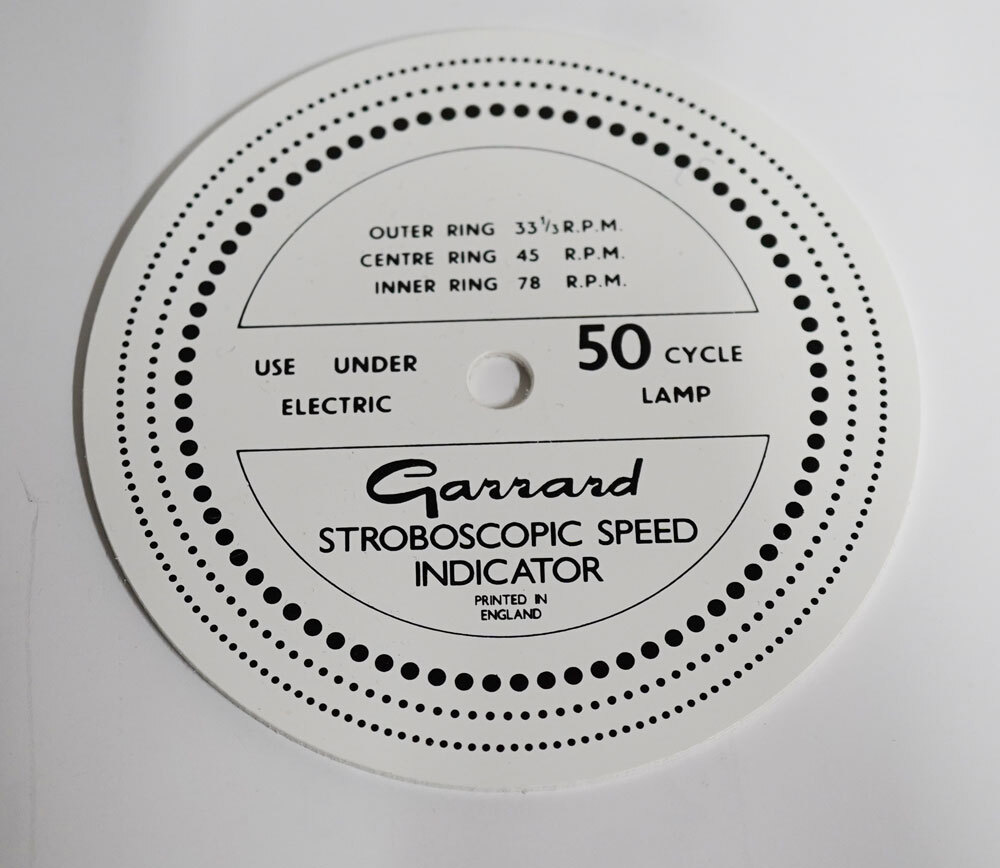 OUTER RING 33⅓ R.P.M.
CENTRE RING 45 R.P.M.
INNER RING 78 R.P.M.
USE UNDER 50 CYCLE
ELECTRIC LAMP
Garrard
STROBOSCOPIC SPEED
INDICATOR
PRINTED IN
ENGLAND